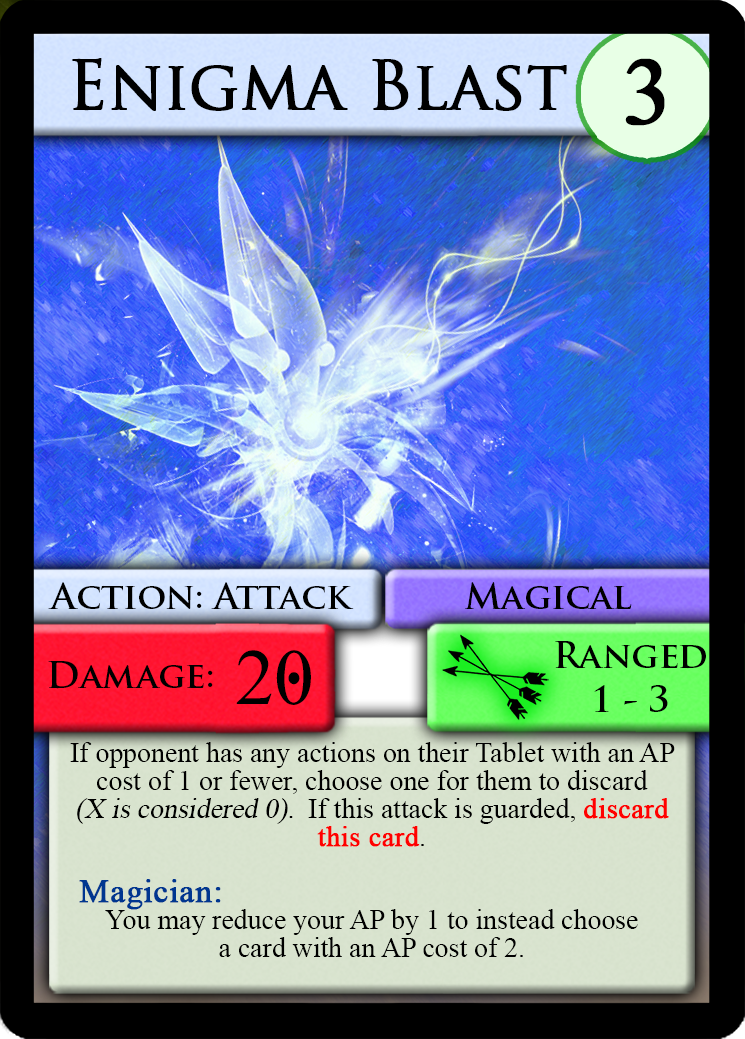 Enigma Blast 3
Action: Attack
Magical
Damage: 20
Ranged
1 - 3
If opponent has any actions on their Tablet with an AP
cost of 1 or fewer, choose one for them to discard
(X is considered 0).  If this attack is guarded, discard
this card.
Magician:
You may reduce your AP by 1 to instead choose
a card with an AP cost of 2.